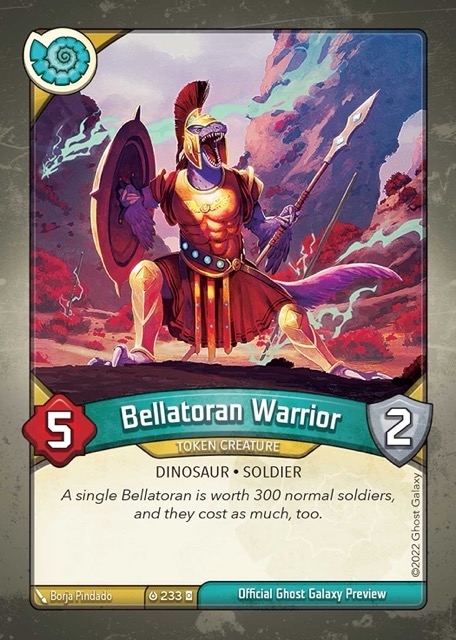 Bellatoran Warrior
5
TOKEN CREATURE
2
DINOSAUR • SOLDIER
A single Bellatoran is worth 300 normal soldiers,
and they cost as much, too.
©2022 Ghost Galaxy
Borja Pindado
233
Official Ghost Galaxy Preview